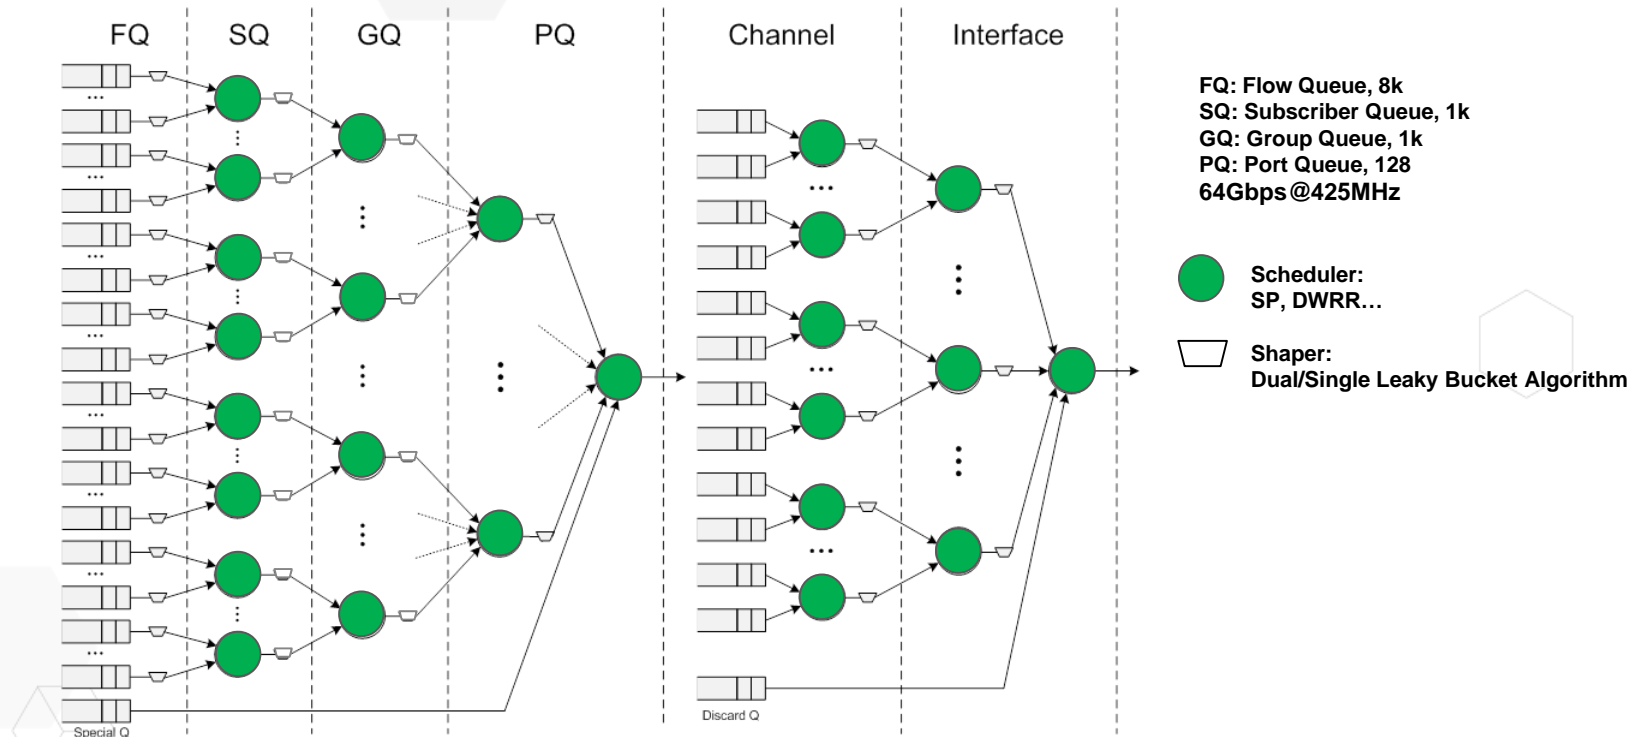 FQ
SQ
GQ
PQ
Channel
Interface
FQ: Flow Queue, 8k
SQ: Subscriber Queue, 1k
GQ: Group Queue, 1k
PQ: Port Queue, 128
64Gbps@425MHz
Scheduler:
SP, DWRR…
Shaper:
Dual/Single Leaky Bucket Algorithm
Special Q
Discard Q